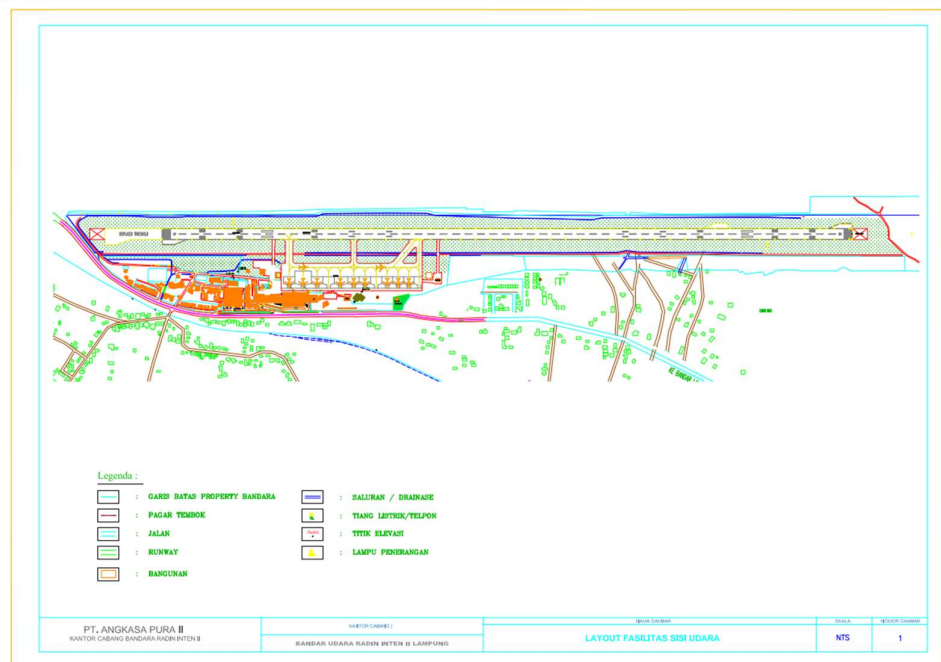 KE BANDAR
Legenda :
: GARIS BATAS PROPERTY BANDARA
: PAGAR TEMBOK
: JALAN
: RUNWAY
: BANGUNAN
: SALURAN / DRAINASE
: TIANG LISTRIK/TELPON
: TITIK ELEVASI
: LAMPU PENERANGAN
PT. ANGKASA PURA II
KANTOR CABANG BANDARA RADIN INTEN II
KANTOR CABANG :
BANDAR UDARA RADIN INTEN II LAMPUNG
NAMA GAMBAR
LAYOUT FASILITAS SISI UDARA
SKALA
NTS
NOMOR GAMBAR
1